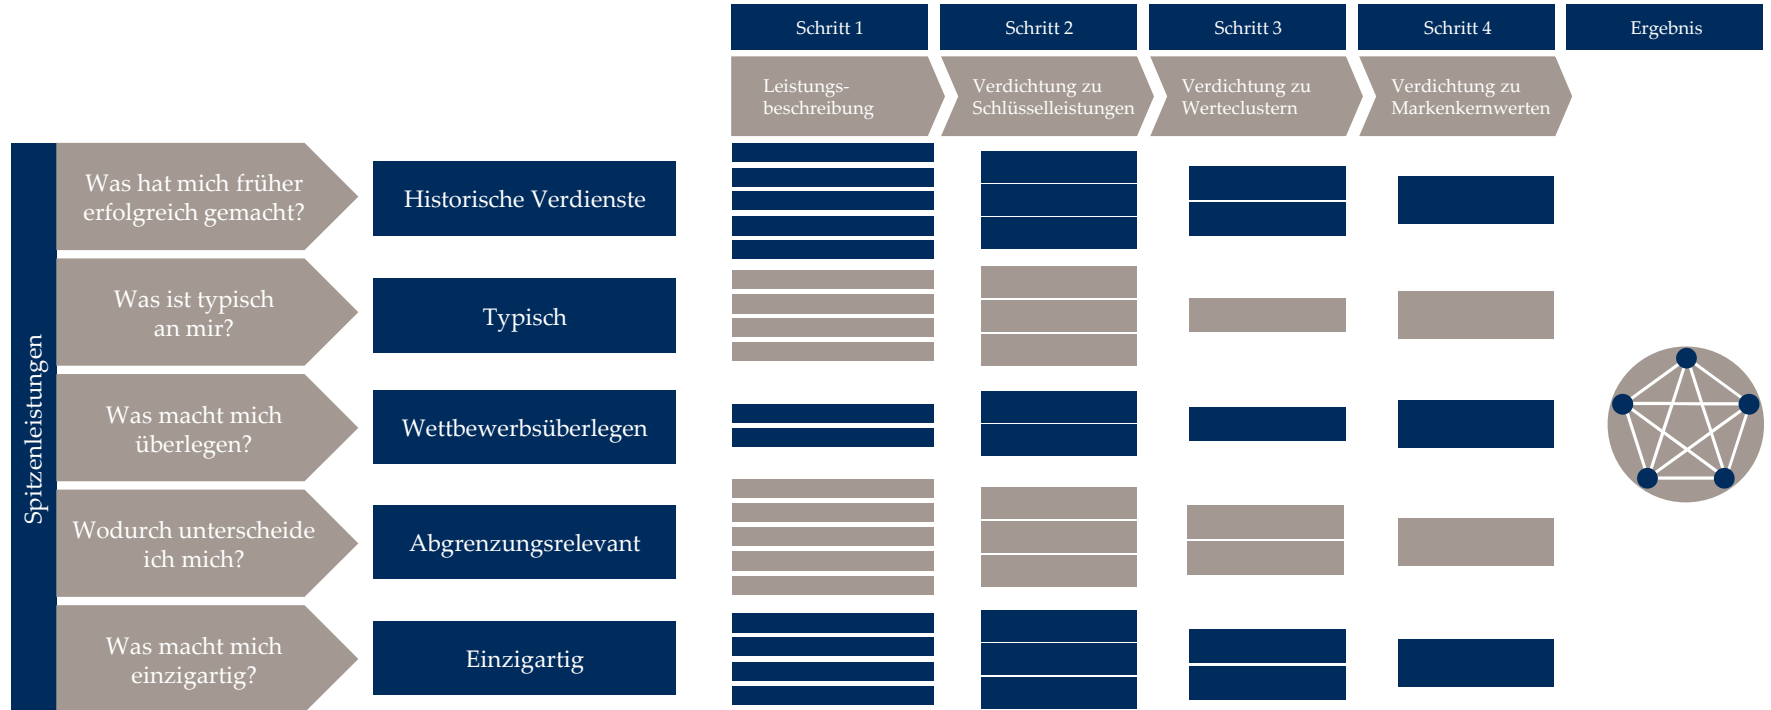 Schritt 1
Schritt 2
Schritt 3
Schritt 4
Ergebnis
Leistungs-
beschreibung
Verdichtung zu
Schlüsselleistungen
Verdichtung zu
Werteclustern
Verdichtung zu
Markenkernwerten
Spitzenleistungen
Was hat mich früher
erfolgreich gemacht?
Historische Verdienste
Was ist typisch
an mir?
Typisch
Was macht mich
überlegen?
Wettbewerbsüberlegen
Wodurch unterscheide
ich mich?
Abgrenzungsrelevant
Was macht mich
einzigartig?
Einzigartig